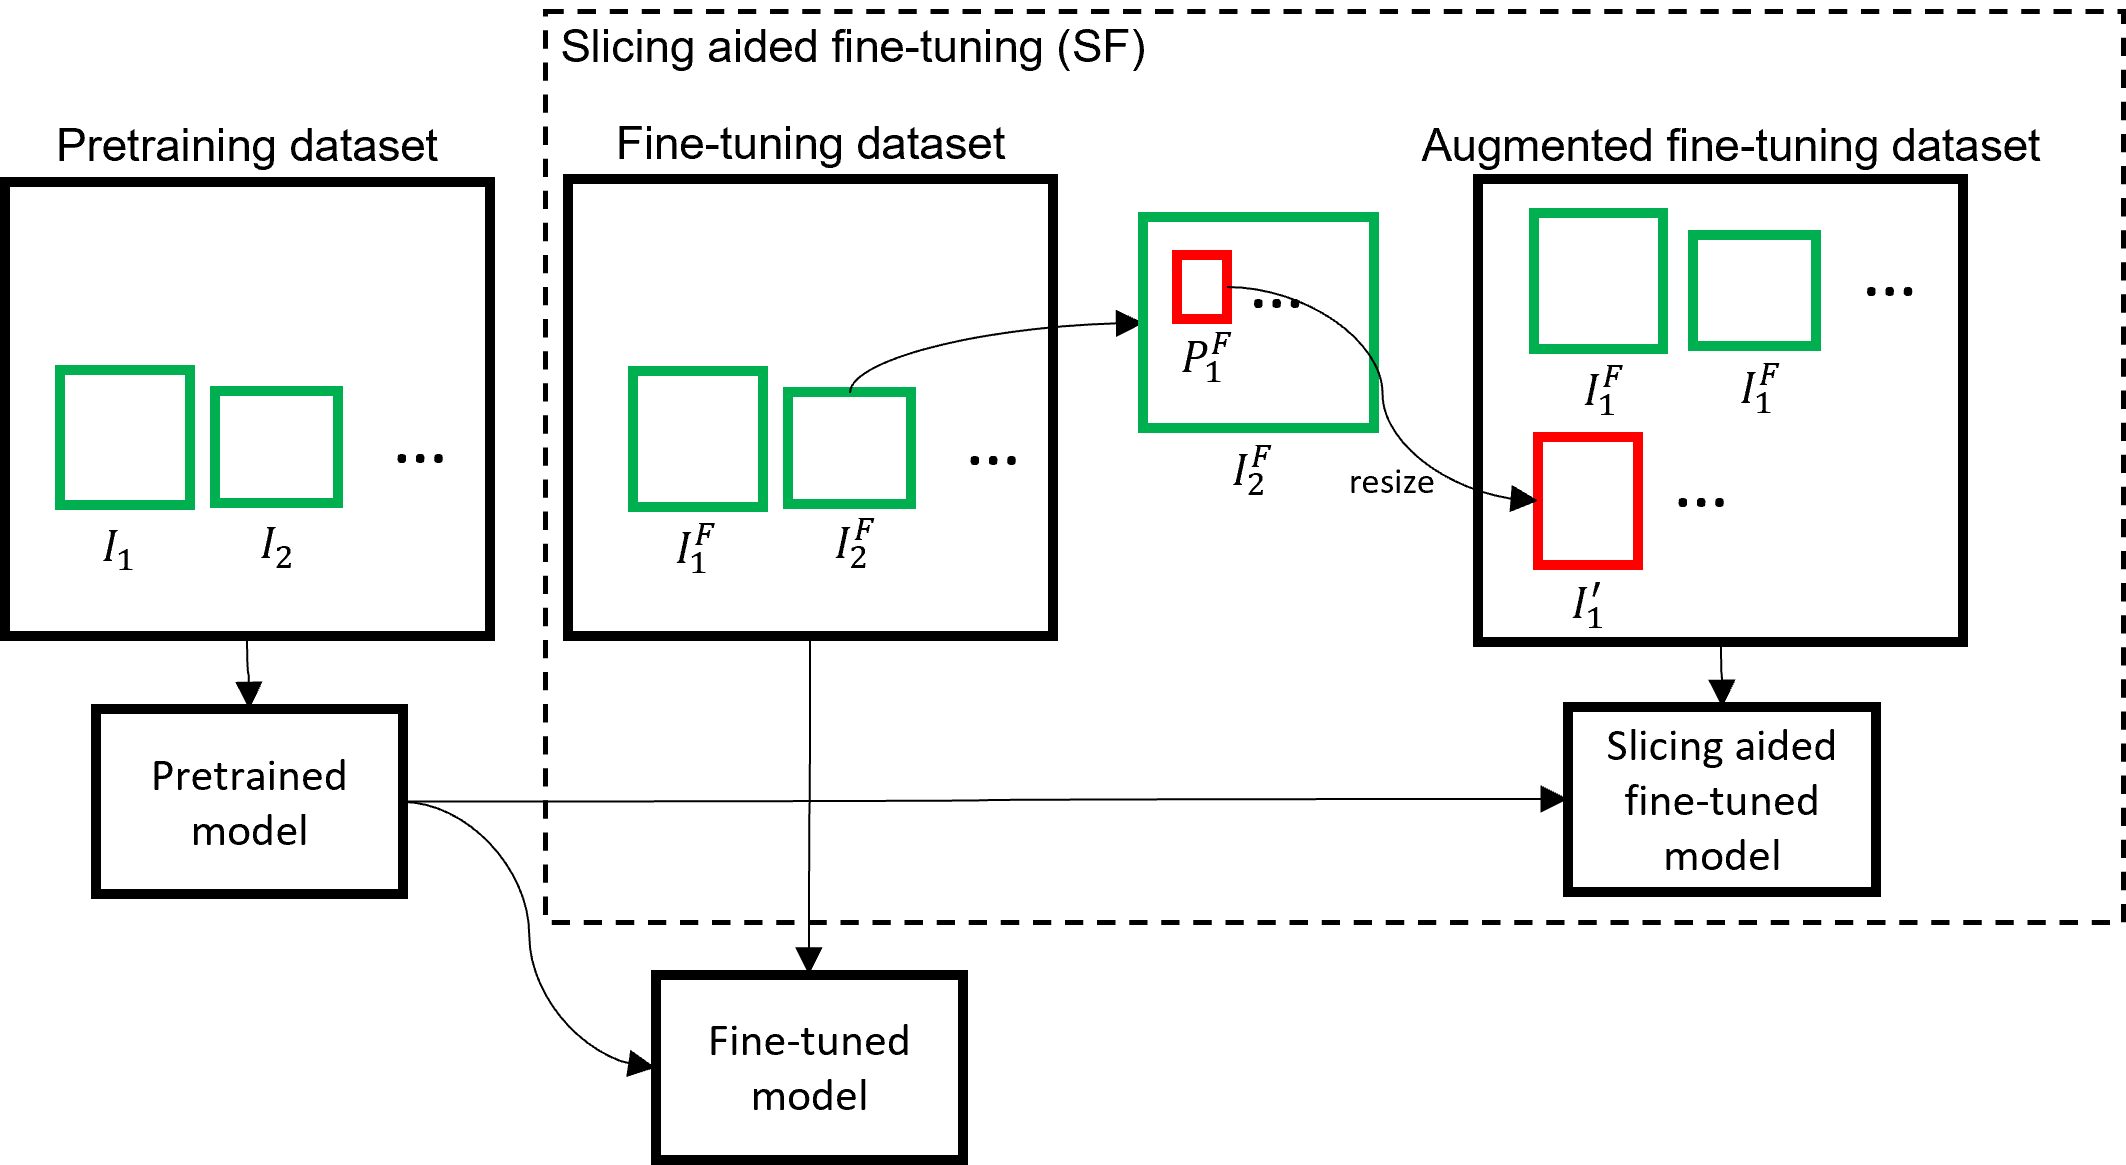 Slicing aided fine-tuning (SF)
Pretraining dataset
Fine-tuning dataset
Augmented fine-tuning dataset
...
P_1^F
I_1^F
I_1^F
...
I_1
I_2
...
I_1^F
I_2^F
...
I_2^F
resize
...
I_1'
Pretrained
model
Slicing aided
fine-tuned
model
Fine-tuned
model